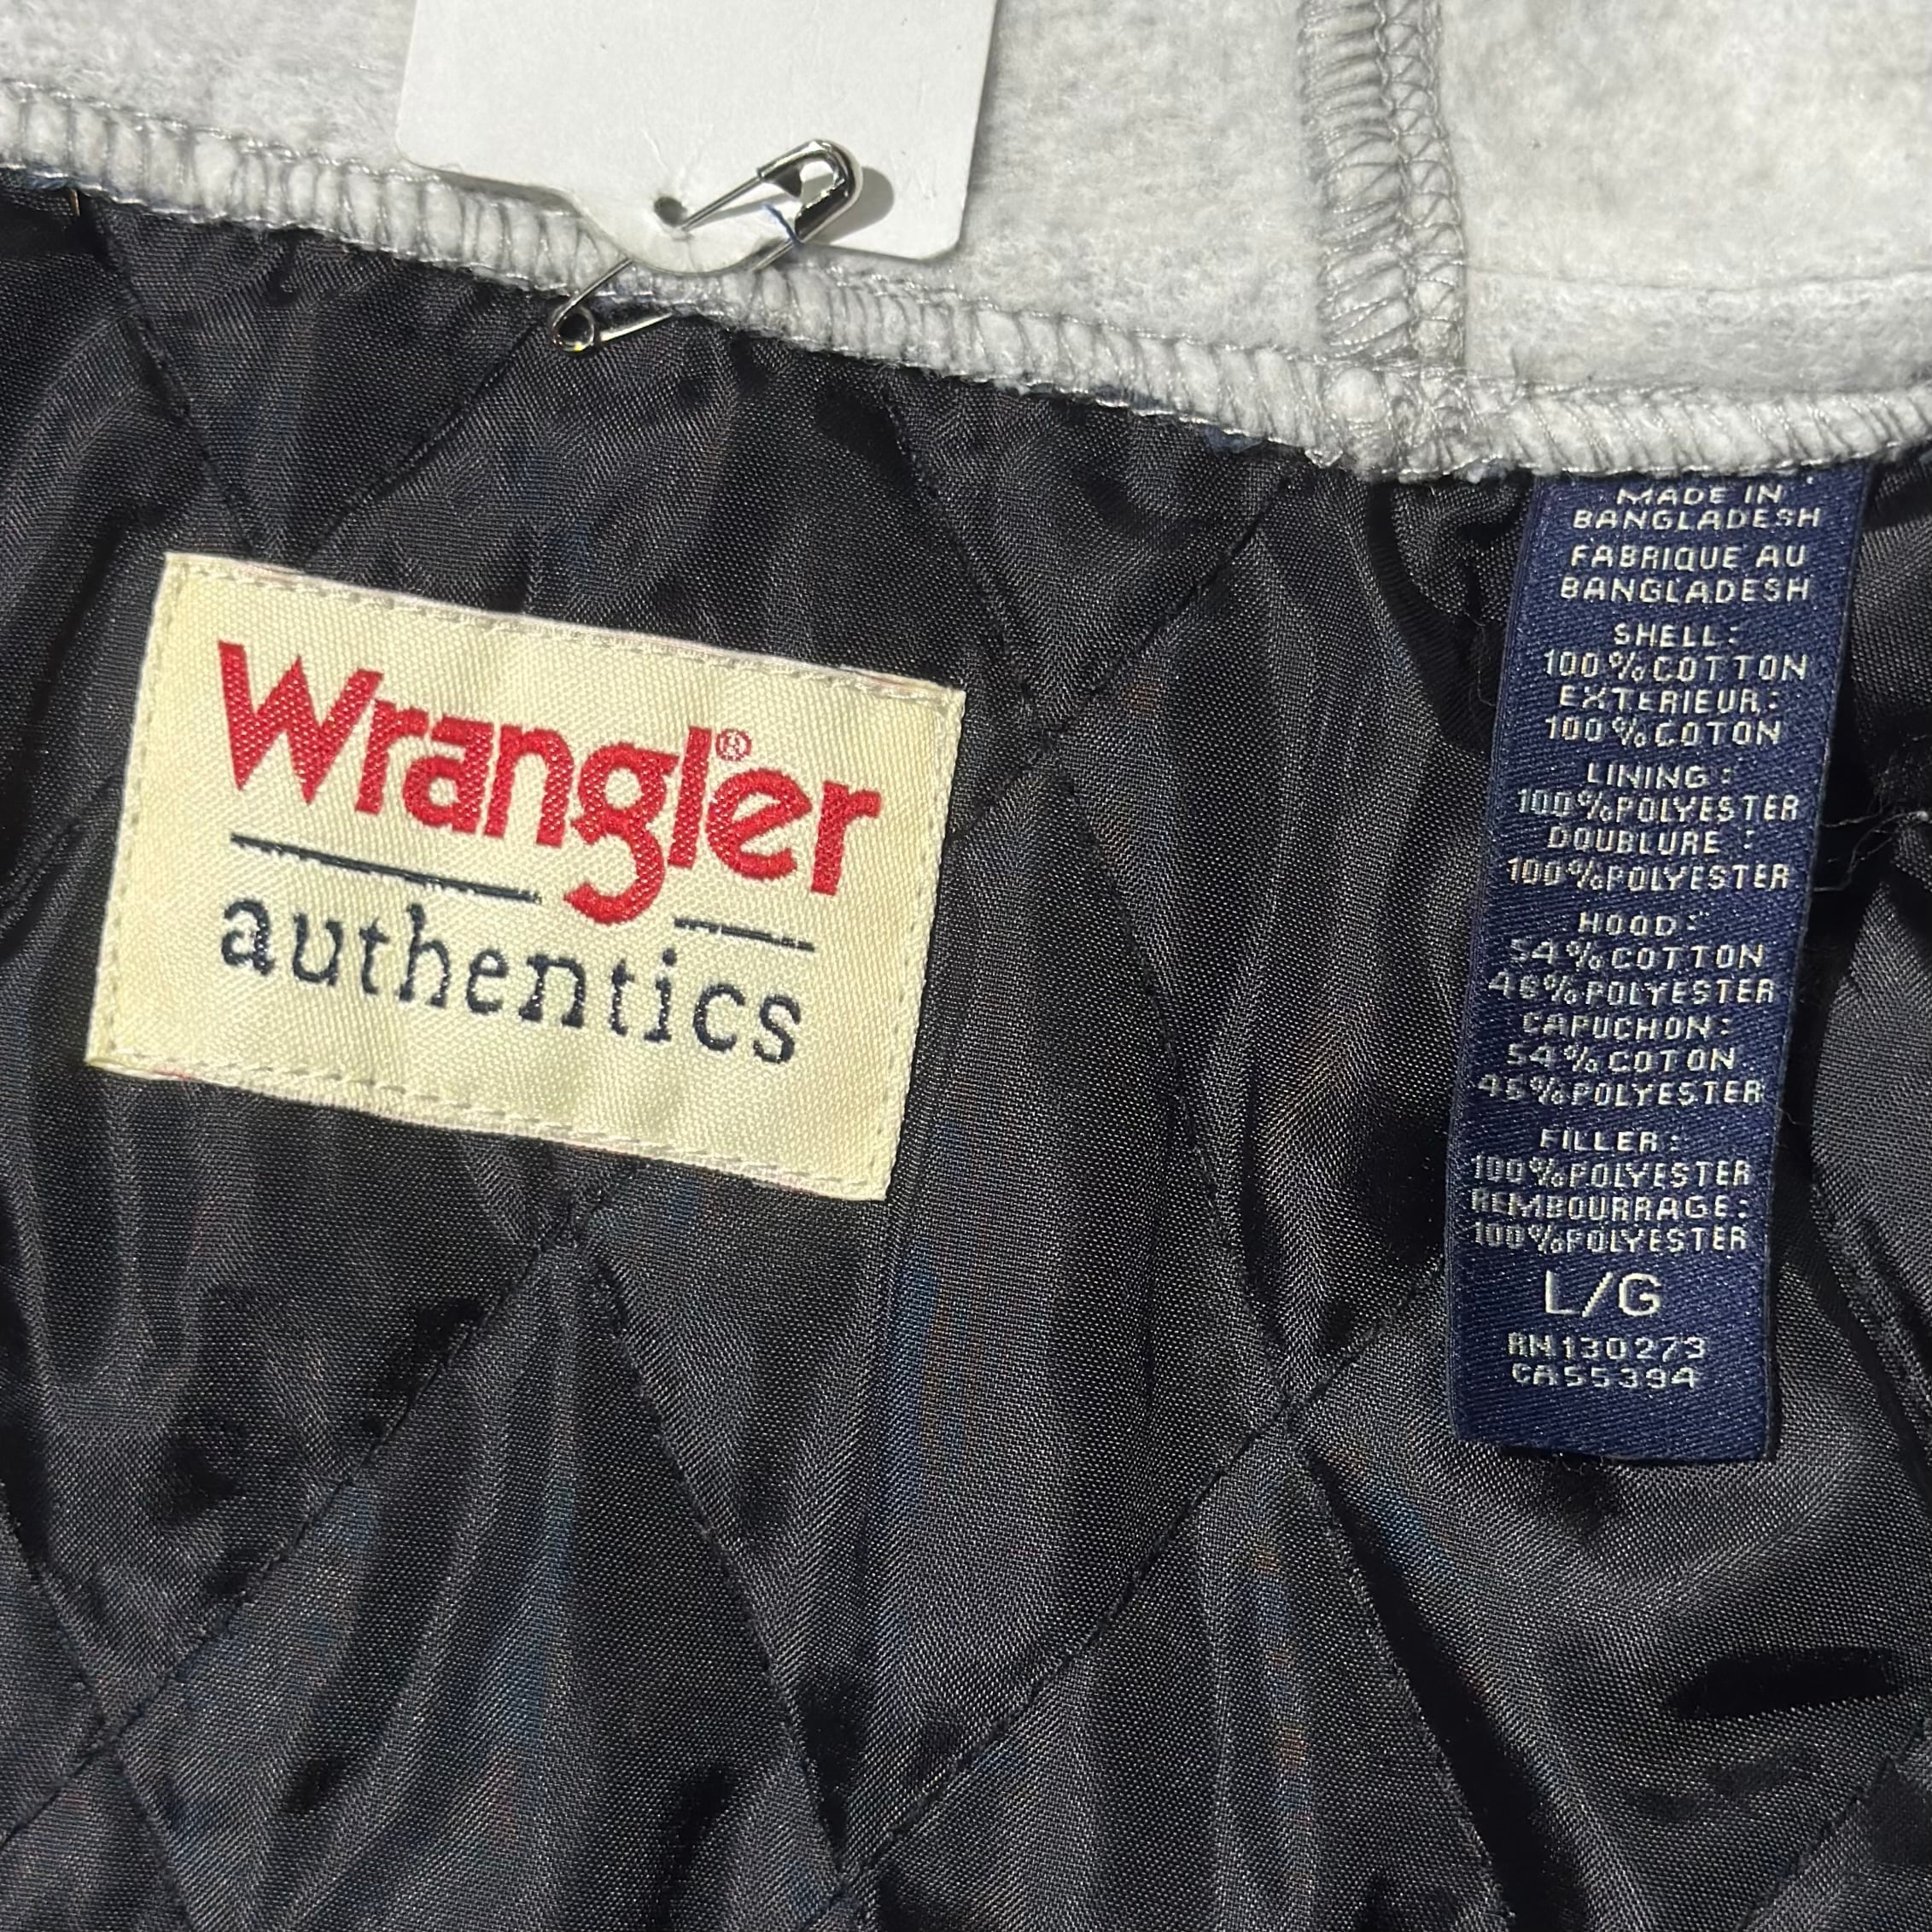 Wrangler®
authentics
MADE IN
BANGLADESH
FABRIQUE AU
BANGLADESH
SHELL:
100%COTTON
EXTERIEUR:
100%COTON
LINING:
100%POLYESTER
DOUBLURE:
100%POLYESTER
HOOD:
54%COTTON
46%POLYESTER
CAPUCHON:
54%COTON
46%POLYESTER
FILLER:
100%POLYESTER
REMBOURRAGE:
100%POLYESTER
L/G
RN130273
CA55394